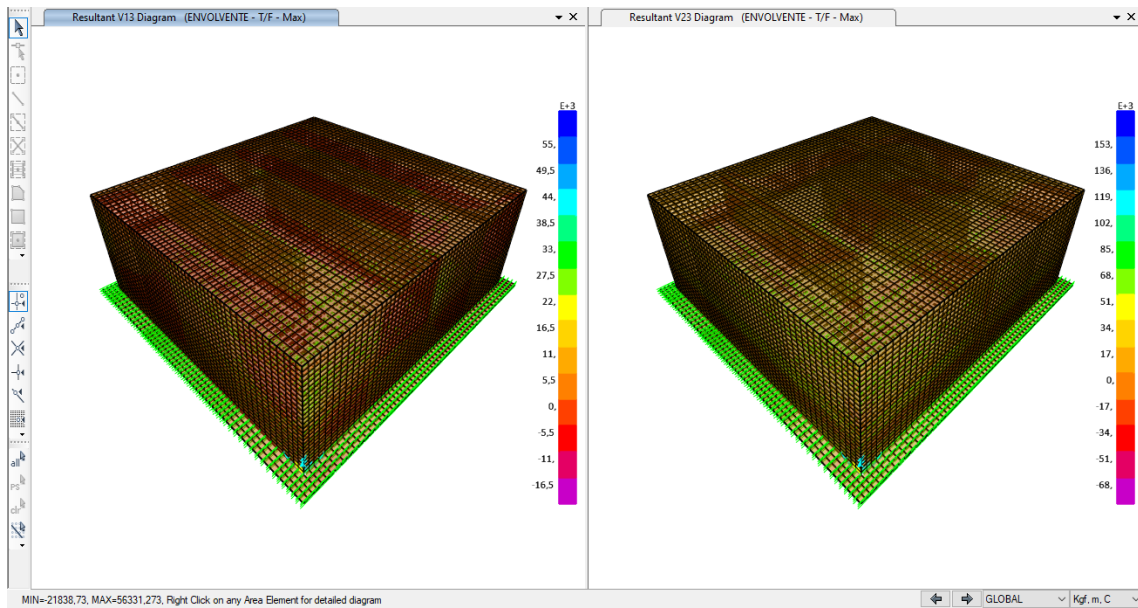 Resultant V13 Diagram (ENVOLVENTE - T/F - Max)
E+3
55,
49,5
44,
38,5
33,
27,5
22,
16,5
11,
5,5
0,
-5,5
-11,
-16,5
Resultant V23 Diagram (ENVOLVENTE - T/F - Max)
E+3
153,
136,
119,
102,
85,
68,
51,
34,
17,
0,
-17,
-34,
-51,
-68,
all
ps
clr
MIN=-21838,73, MAX=56331,273, Right Click on any Area Element for detailed diagram
GLOBAL
Kgf, m, C